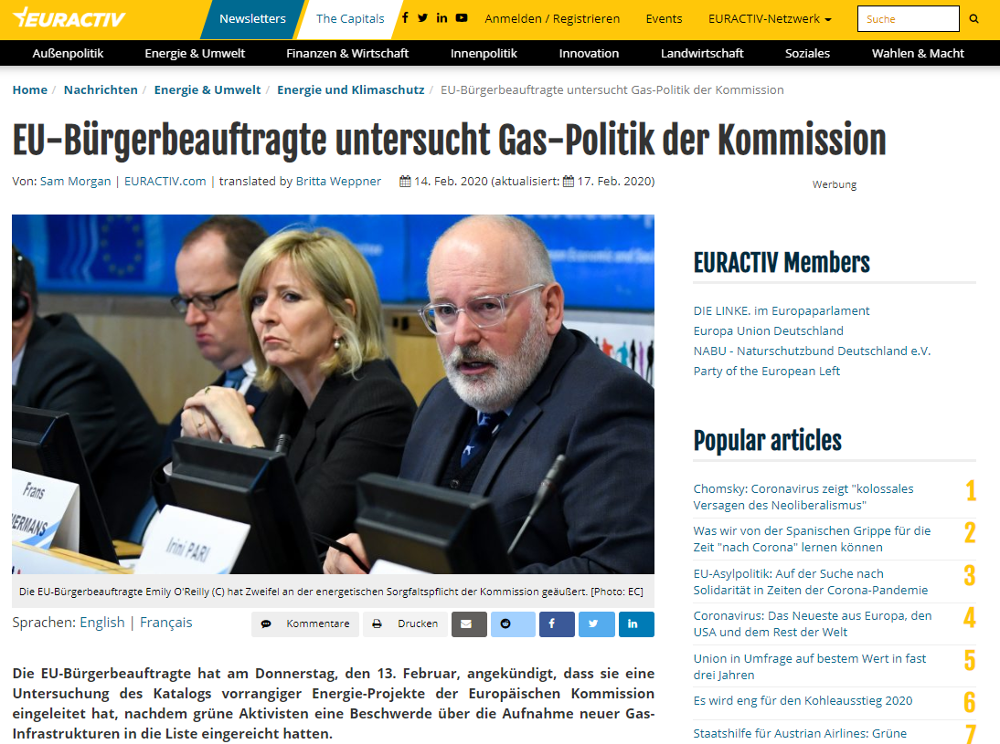 EURACTIV
Newsletters
The Capitals
Anmelden / Registrieren
Events
EURACTIV-Netzwerk
Suche
Außenpolitik
Energie & Umwelt
Finanzen & Wirtschaft
Innenpolitik
Innovation
Landwirtschaft
Soziales
Wahlen & Macht
Home / Nachrichten / Energie & Umwelt / Energie und Klimaschutz / EU-Bürgerbeauftragte untersucht Gas-Politik der Kommission
EU-Bürgerbeauftragte untersucht Gas-Politik der Kommission
Von: Sam Morgan | EURACTIV.com | translated by Britta Weppner 14. Feb. 2020 (aktualisiert: 17. Feb. 2020)
Werbung
Frans
Irini PARI
Die EU-Bürgerbeauftragte Emily O'Reilly (C) hat Zweifel an der energetischen Sorgfaltspflicht der Kommission geäußert. [Photo: EC]
Sprachen: English | Français
Kommentare
Drucken
Die EU-Bürgerbeauftragte hat am Donnerstag, den 13. Februar, angekündigt, dass sie eine
Untersuchung des Katalogs vorrangiger Energie-Projekte der Europäischen Kommission
eingeleitet hat, nachdem grüne Aktivisten eine Beschwerde über die Aufnahme neuer Gas-
Infrastrukturen in die Liste eingereicht hatten.
EURACTIV Members
DIE LINKE. im Europaparlament
Europa Union Deutschland
NABU - Naturschutzbund Deutschland e.V.
Party of the European Left
Popular articles
Chomsky: Coronavirus zeigt "kolossales
Versagen des Neoliberalismus"
1
Was wir von der Spanischen Grippe für die
Zeit "nach Corona" lernen können
2
EU-Asylpolitik: Auf der Suche nach
Solidarität in Zeiten der Corona-Pandemie
3
Coronavirus: Das Neueste aus Europa, den
USA und dem Rest der Welt
4
Union in Umfrage auf bestem Wert in fast
drei Jahren
5
Es wird eng für den Kohleausstieg 2020
6
Staatshilfe für Austrian Airlines: Grüne
7